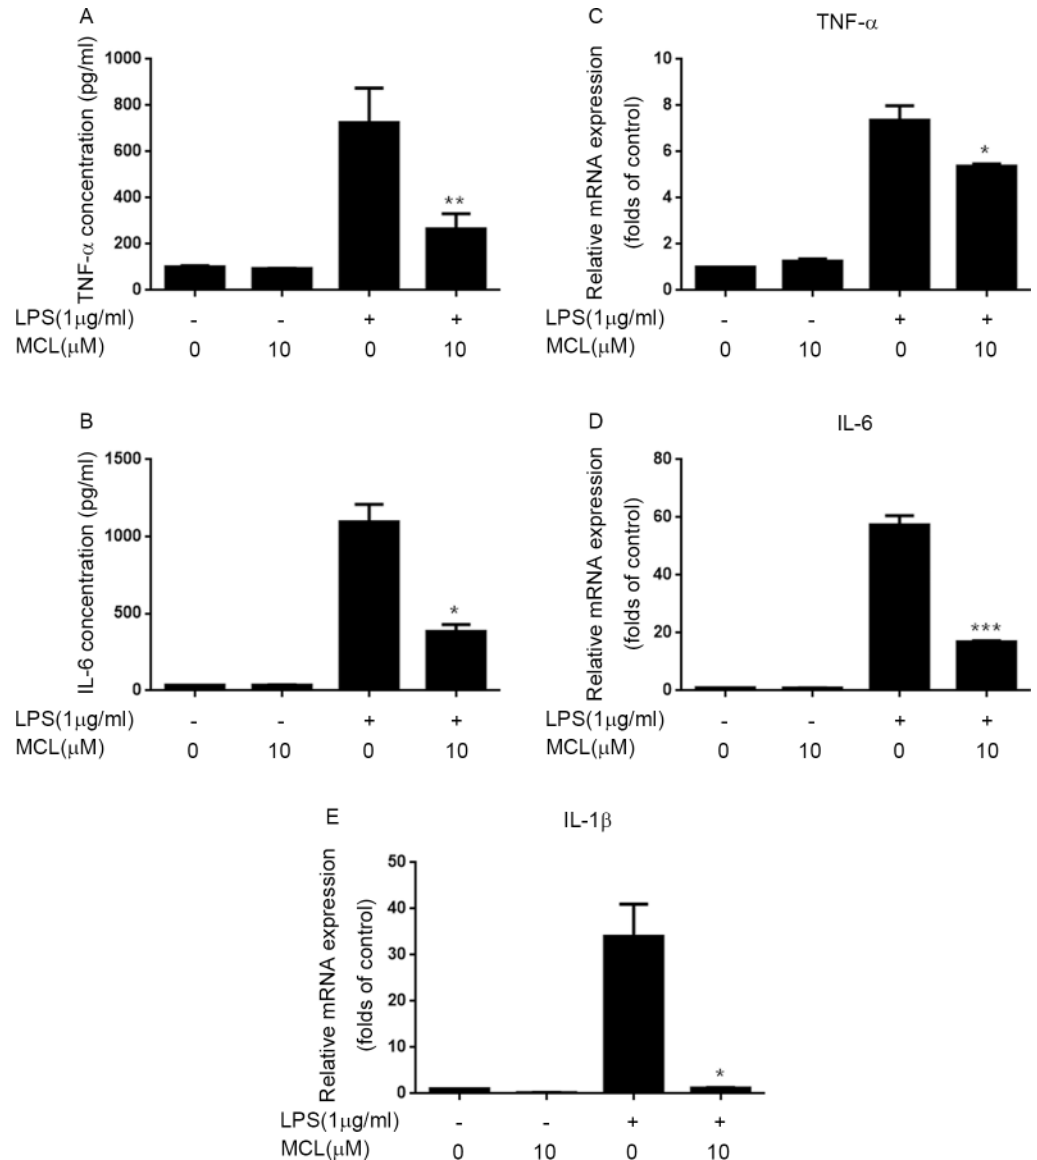 A
TNF-α concentration (pg/ml)
1000
800
600
400
200
0
**
LPS(1μg/ml) - - + +
MCL(μM) 0 10 0 10
C
TNF-α
Relative mRNA expression
(folds of control)
10
8
6
4
2
0
*
LPS(1μg/ml) - - + +
MCL(μM) 0 10 0 10
B
IL-6 concentration (pg/ml)
1500
1000
500
0
*
LPS(1μg/ml) - - + +
MCL(μM) 0 10 0 10
D
IL-6
Relative mRNA expression
(folds of control)
80
60
40
20
0
***
LPS(1μg/ml) - - + +
MCL(μM) 0 10 0 10
E
IL-1β
Relative mRNA expression
(folds of control)
50
40
30
20
10
0
*
LPS(1μg/ml) - - + +
MCL(μM) 0 10 0 10